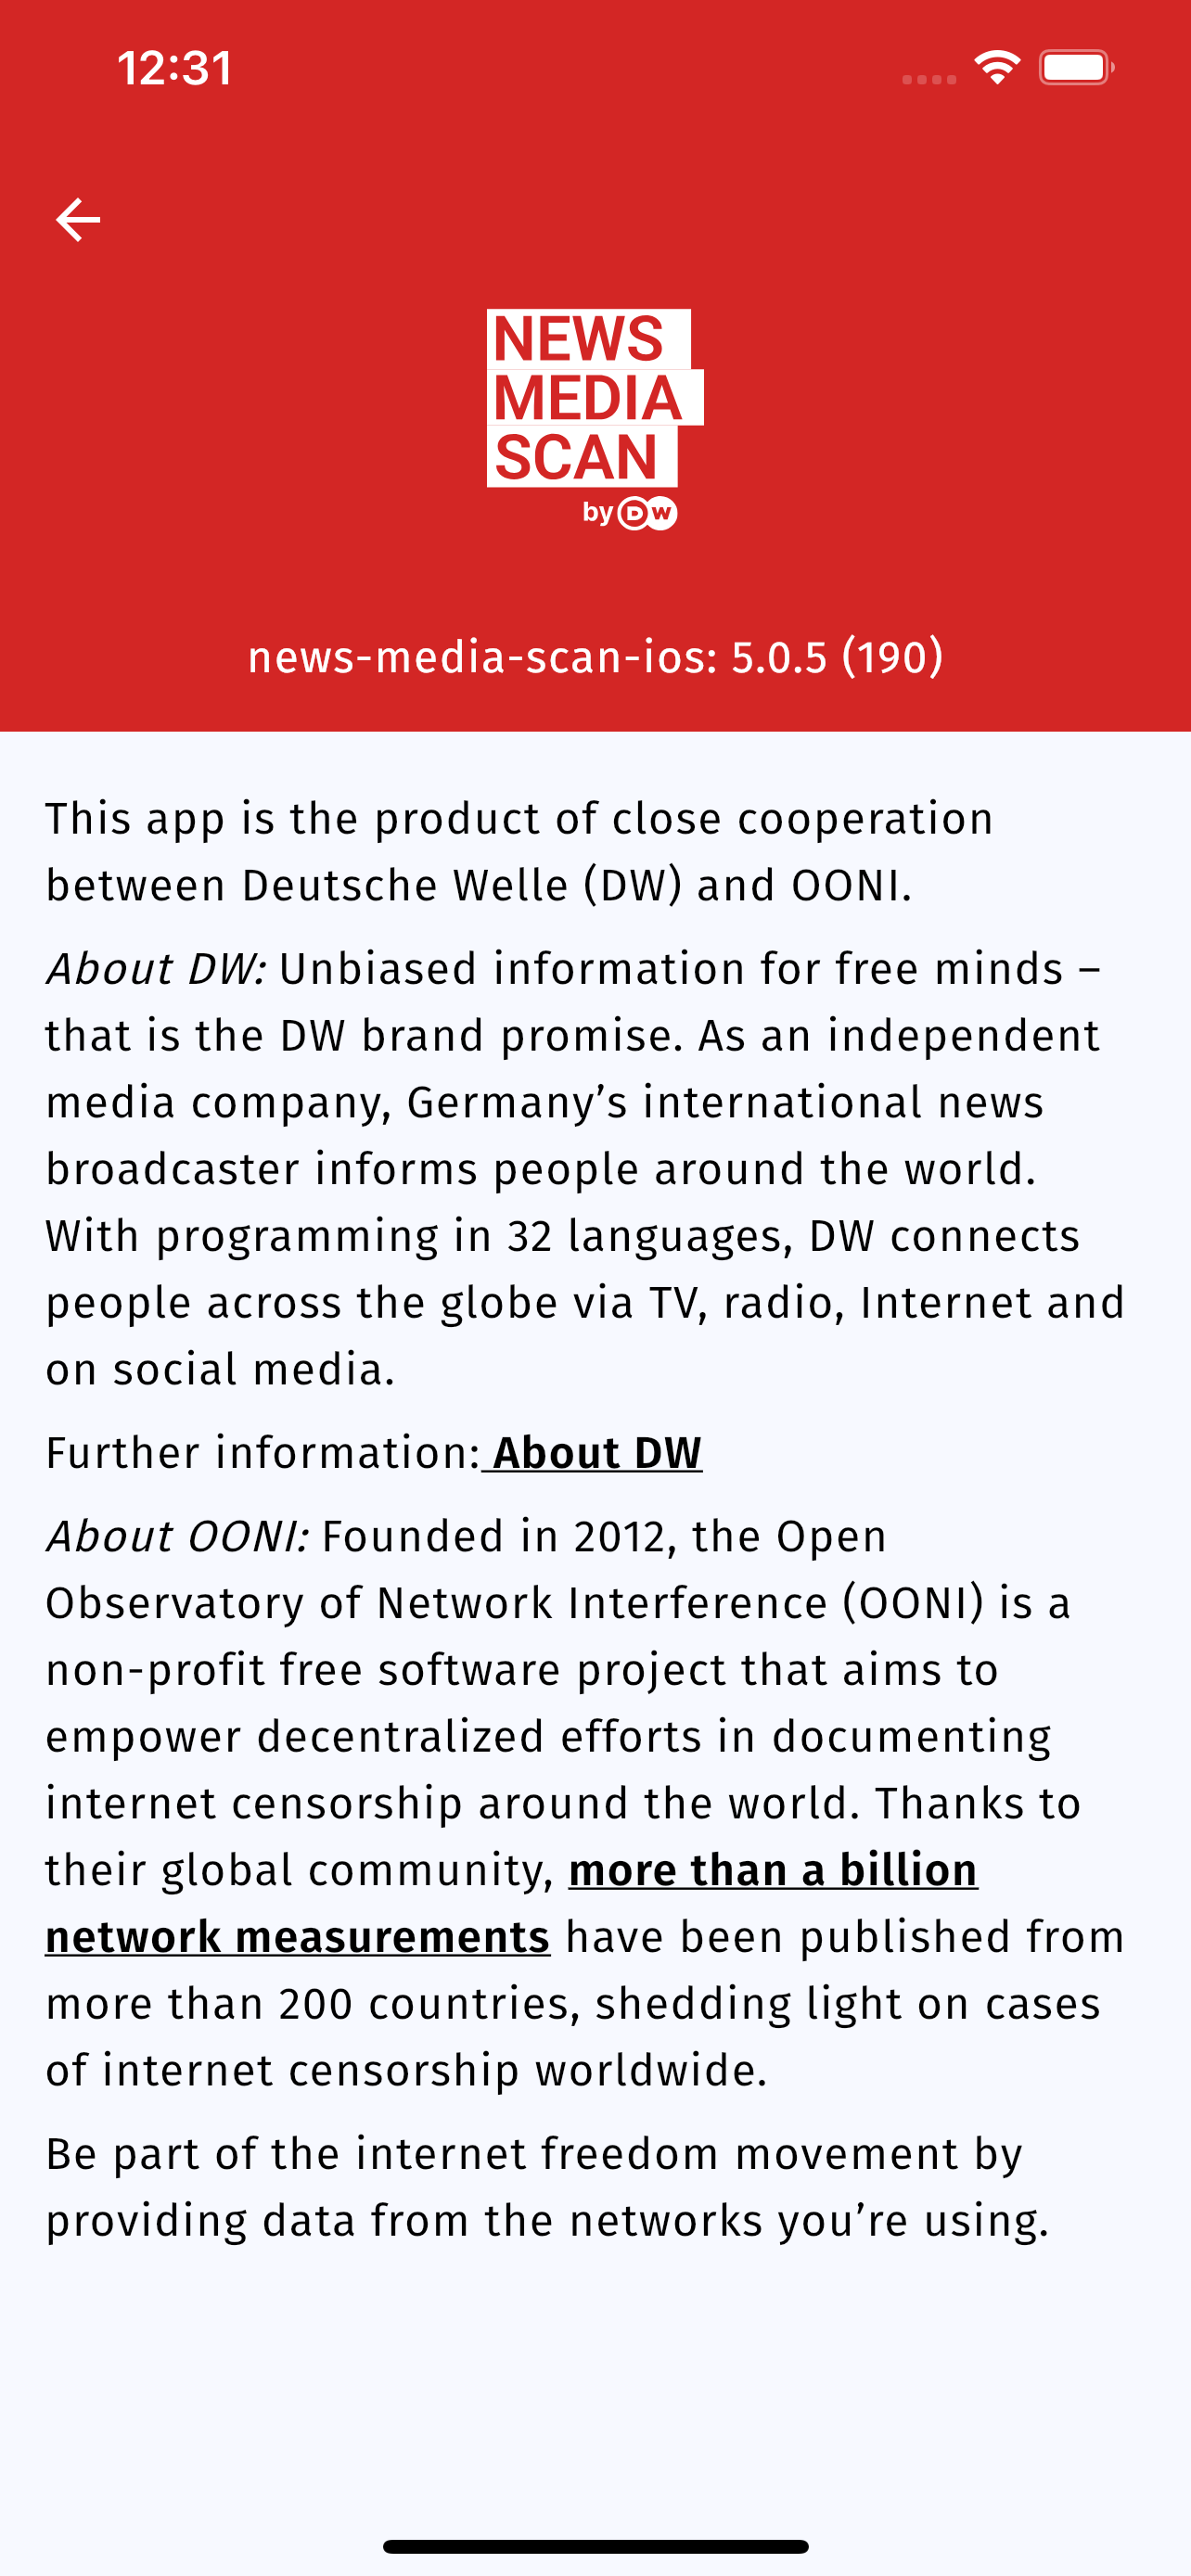 12:31
NEWS
MEDIA
SCAN
by DW
news-media-scan-ios: 5.0.5 (190)
This app is the product of close cooperation
between Deutsche Welle (DW) and OONI.
About DW: Unbiased information for free minds –
that is the DW brand promise. As an independent
media company, Germany’s international news
broadcaster informs people around the world.
With programming in 32 languages, DW connects
people across the globe via TV, radio, Internet and
on social media.
Further information: About DW
About OONI: Founded in 2012, the Open
Observatory of Network Interference (OONI) is a
non-profit free software project that aims to
empower decentralized efforts in documenting
internet censorship around the world. Thanks to
their global community, more than a billion
network measurements have been published from
more than 200 countries, shedding light on cases
of internet censorship worldwide.
Be part of the internet freedom movement by
providing data from the networks you’re using.